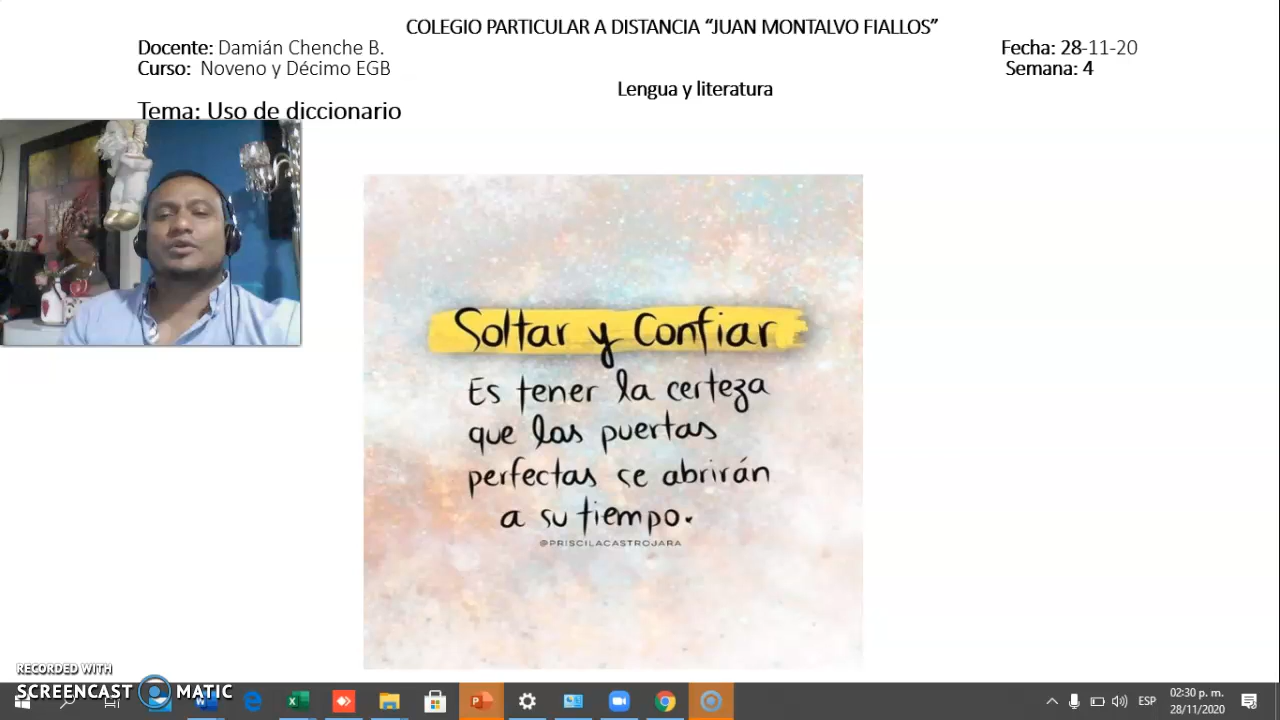 COLEGIO PARTICULAR A DISTANCIA “JUAN MONTALVO FIALLOS”
Docente: Damián Chenche B.
Fecha: 28-11-20
Curso: Noveno y Décimo EGB
Semana: 4
Lengua y literatura
Tema: Uso de diccionario
Soltar y Confiar
Es tener la certeza
que las puertas
perfectas se abrirán
a su tiempo.
@PRISCILACASTROJARA
RECORDED WITH
SCREENCAST MATIC
ESP
02:30 p. m.
28/11/2020